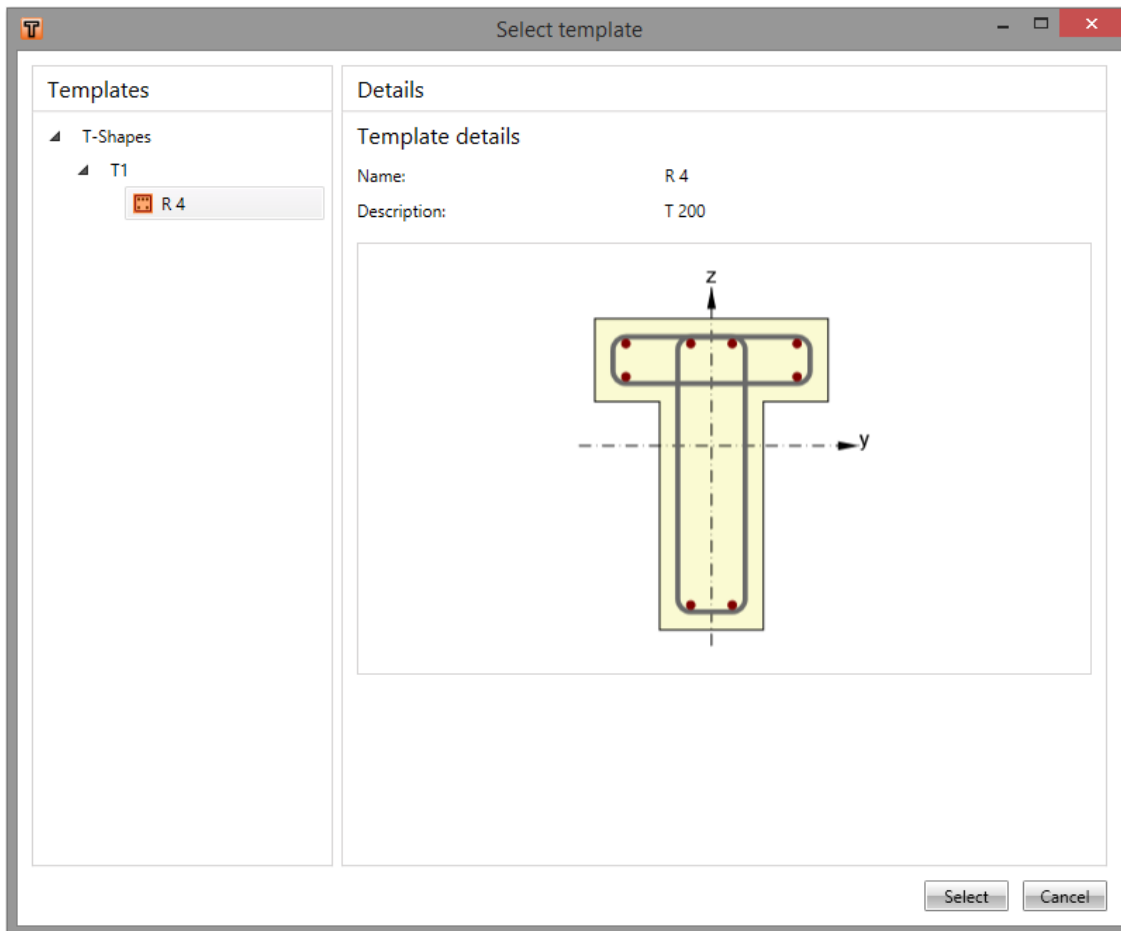 Select template
Templates
T-Shapes
T1
R 4
Details
Template details
Name: R 4
Description: T 200
z
y
Select Cancel